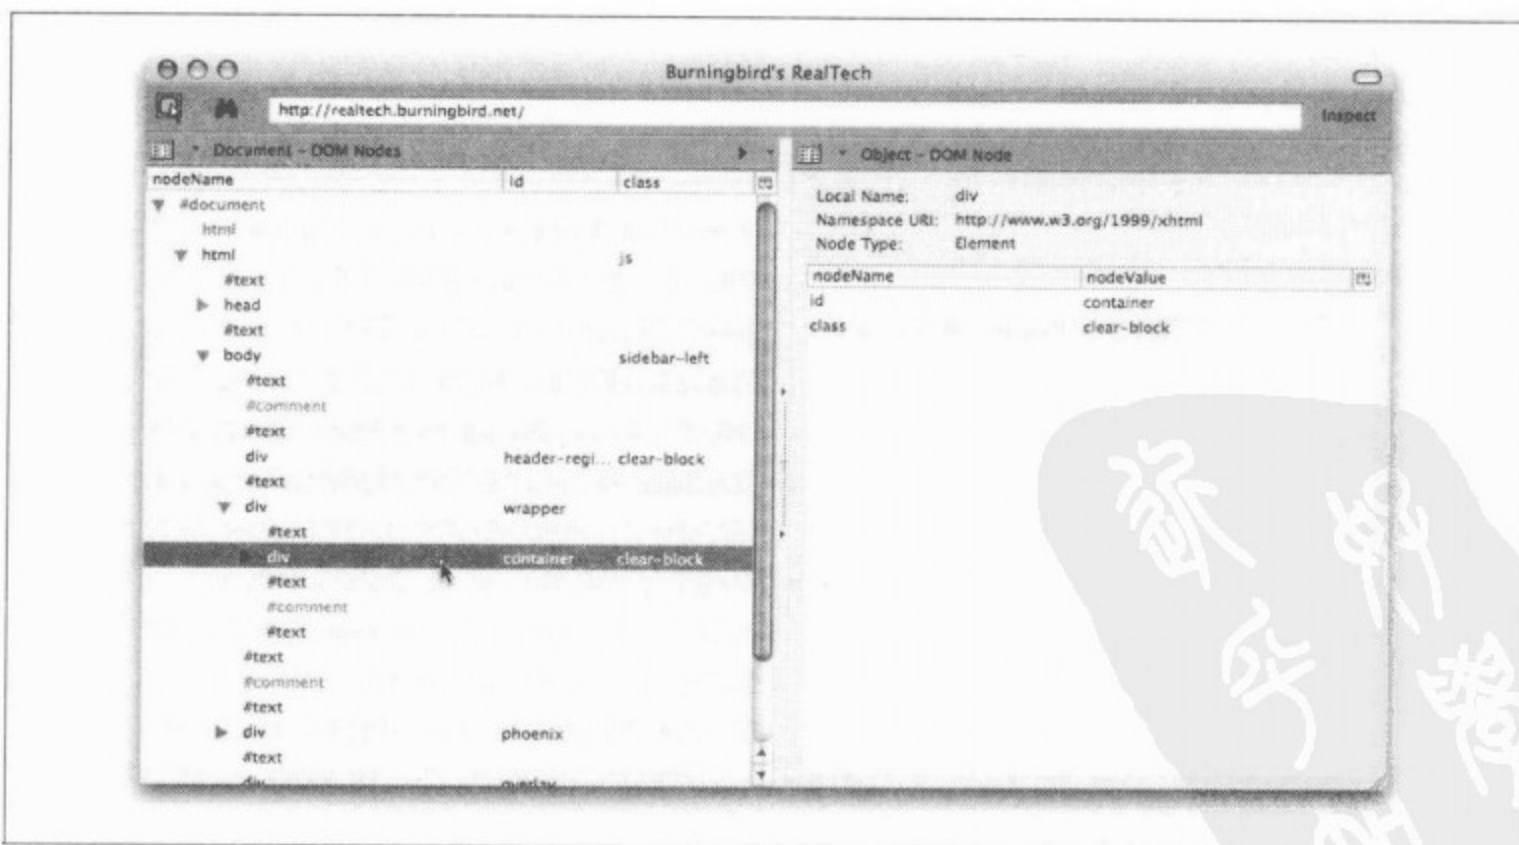 Burningbird's RealTech
http://realtech.burningbird.net/
Inspect
Document - DOM Nodes
nodeName id class
#document
html
html js
#text
head
#text
body sidebar-left
#text
#comment
#text
div header-regi... clear-block
#text
div wrapper
#text
div container clear-block
#text
#comment
#text
#text
#comment
#text
div phoenix
#text
div overlay
Object - DOM Node
Local Name: div
Namespace URI: http://www.w3.org/1999/xhtml
Node Type: Element
nodeName nodeValue
id container
class clear-block